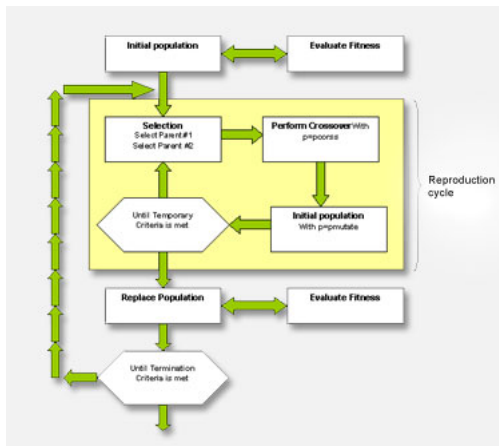 Initial population
Evaluate Fitness
Selection
Select Parent #1
Select Parent #2
Perform Crossover With
p=pcorss
Reproduction
cycle
Until Temporary
Criteria is met
Initial population
With p=pmutate
Replace Population
Evaluate Fitness
Until Termination
Criteria is met